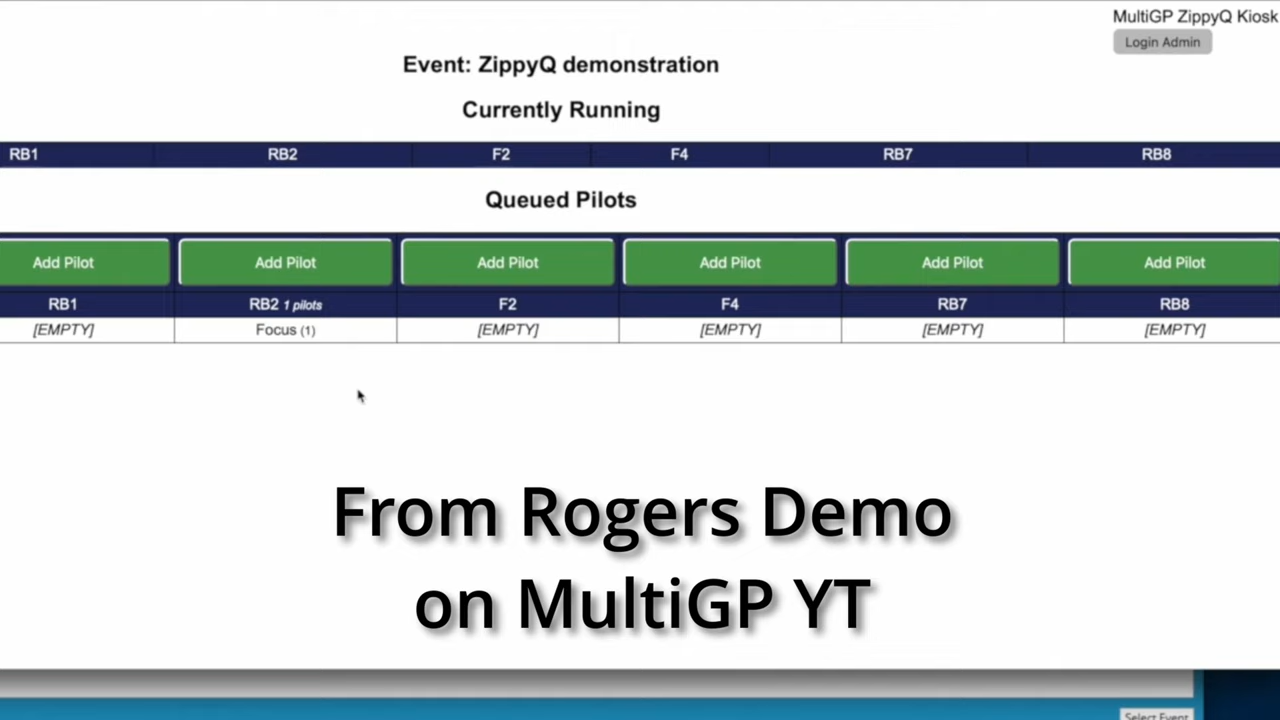 MultiGP ZippyQ Kiosk
Login Admin
Event: ZippyQ demonstration
Currently Running
RB1 RB2 F2 F4 RB7 RB8
Queued Pilots
Add Pilot Add Pilot Add Pilot Add Pilot Add Pilot Add Pilot
RB1 RB2 1 pilots F2 F4 RB7 RB8
[EMPTY] Focus (1) [EMPTY] [EMPTY] [EMPTY] [EMPTY]
From Rogers Demo
on MultiGP YT
Select Event